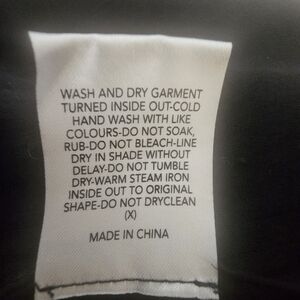 WASH AND DRY GARMENT
TURNED INSIDE OUT-COLD
HAND WASH WITH LIKE
COLOURS-DO NOT SOAK,
RUB-DO NOT BLEACH-LINE
DRY IN SHADE WITHOUT
DELAY-DO NOT TUMBLE
DRY-WARM STEAM IRON
INSIDE OUT TO ORIGINAL
SHAPE-DO NOT DRYCLEAN
(X)
MADE IN CHINA